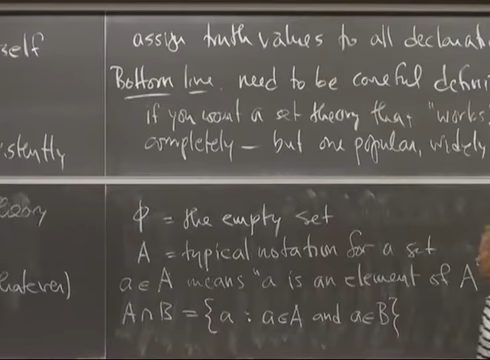 self
assign truth values to all declarati
Bottom line. need to be careful defini
if you want a set theory that "works
istently
completely – but one popular, widely
eory
ϕ = the empty set
A = typical notation for a set
a ∈ A means "a is an element of A
hatever)
A ∩ B = {a : a∈A and a∈B}